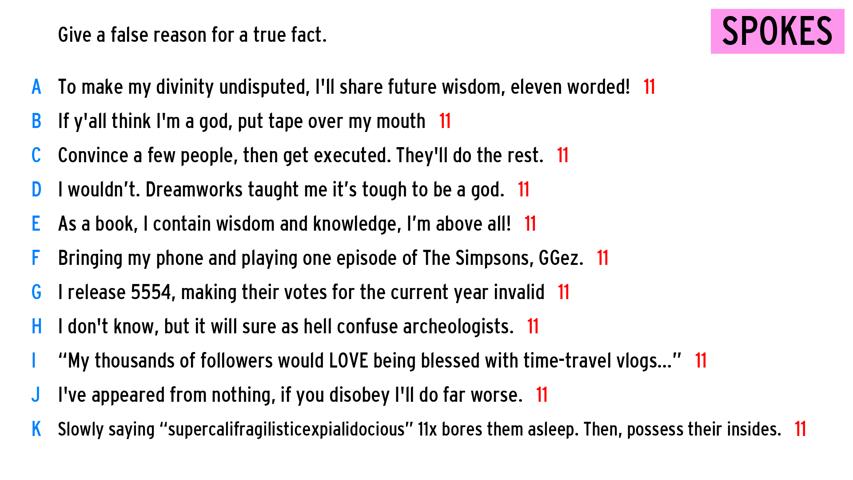 Give a false reason for a true fact.
SPOKES
A To make my divinity undisputed, I'll share future wisdom, eleven worded! 11
B If y'all think I'm a god, put tape over my mouth 11
C Convince a few people, then get executed. They'll do the rest. 11
D I wouldn’t. Dreamworks taught me it’s tough to be a god. 11
E As a book, I contain wisdom and knowledge, I’m above all! 11
F Bringing my phone and playing one episode of The Simpsons, GGez. 11
G I release 5554, making their votes for the current year invalid 11
H I don't know, but it will sure as hell confuse archeologists. 11
I “My thousands of followers would LOVE being blessed with time-travel vlogs...” 11
J I've appeared from nothing, if you disobey I'll do far worse. 11
K Slowly saying “supercalifragilisticexpialidocious” 11x bores them asleep. Then, possess their insides. 11